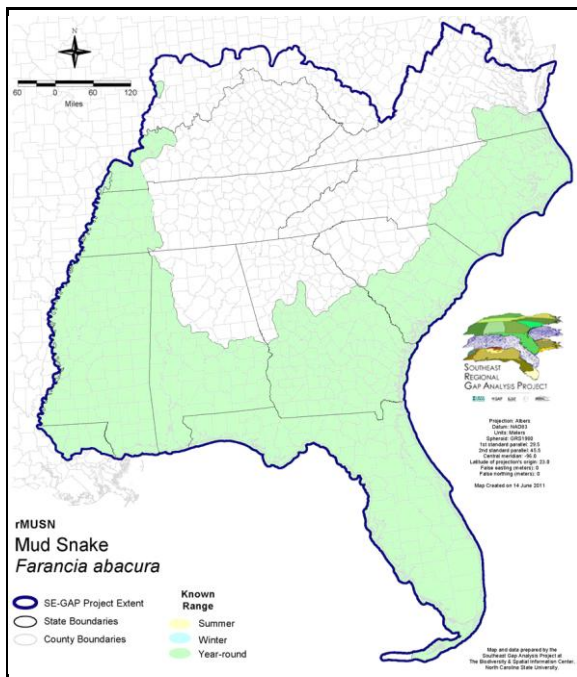 N
60 0 60 120
Miles
SOUTHEAST
REGIONAL
GAP ANALYSIS PROJECT
Projection: Albers
Datum: NAD83
Units: Meters
Spheroid: GRS1980
1st standard parallel: 29.5
2nd standard parallel: 45.5
Central meridian: -96.0
Latitude of projection's origin: 23.0
False easting (meters): 0
False northing (meters): 0
Map Created on 14 June 2011
rMUSN
Mud Snake
Farancia abacura
SE-GAP Project Extent
State Boundaries
County Boundaries
Known
Range
Summer
Winter
Year-round
Map and data prepared by the
Southeast Gap Analysis Project at
The Biodiversity & Spatial Information Center,
North Carolina State University.